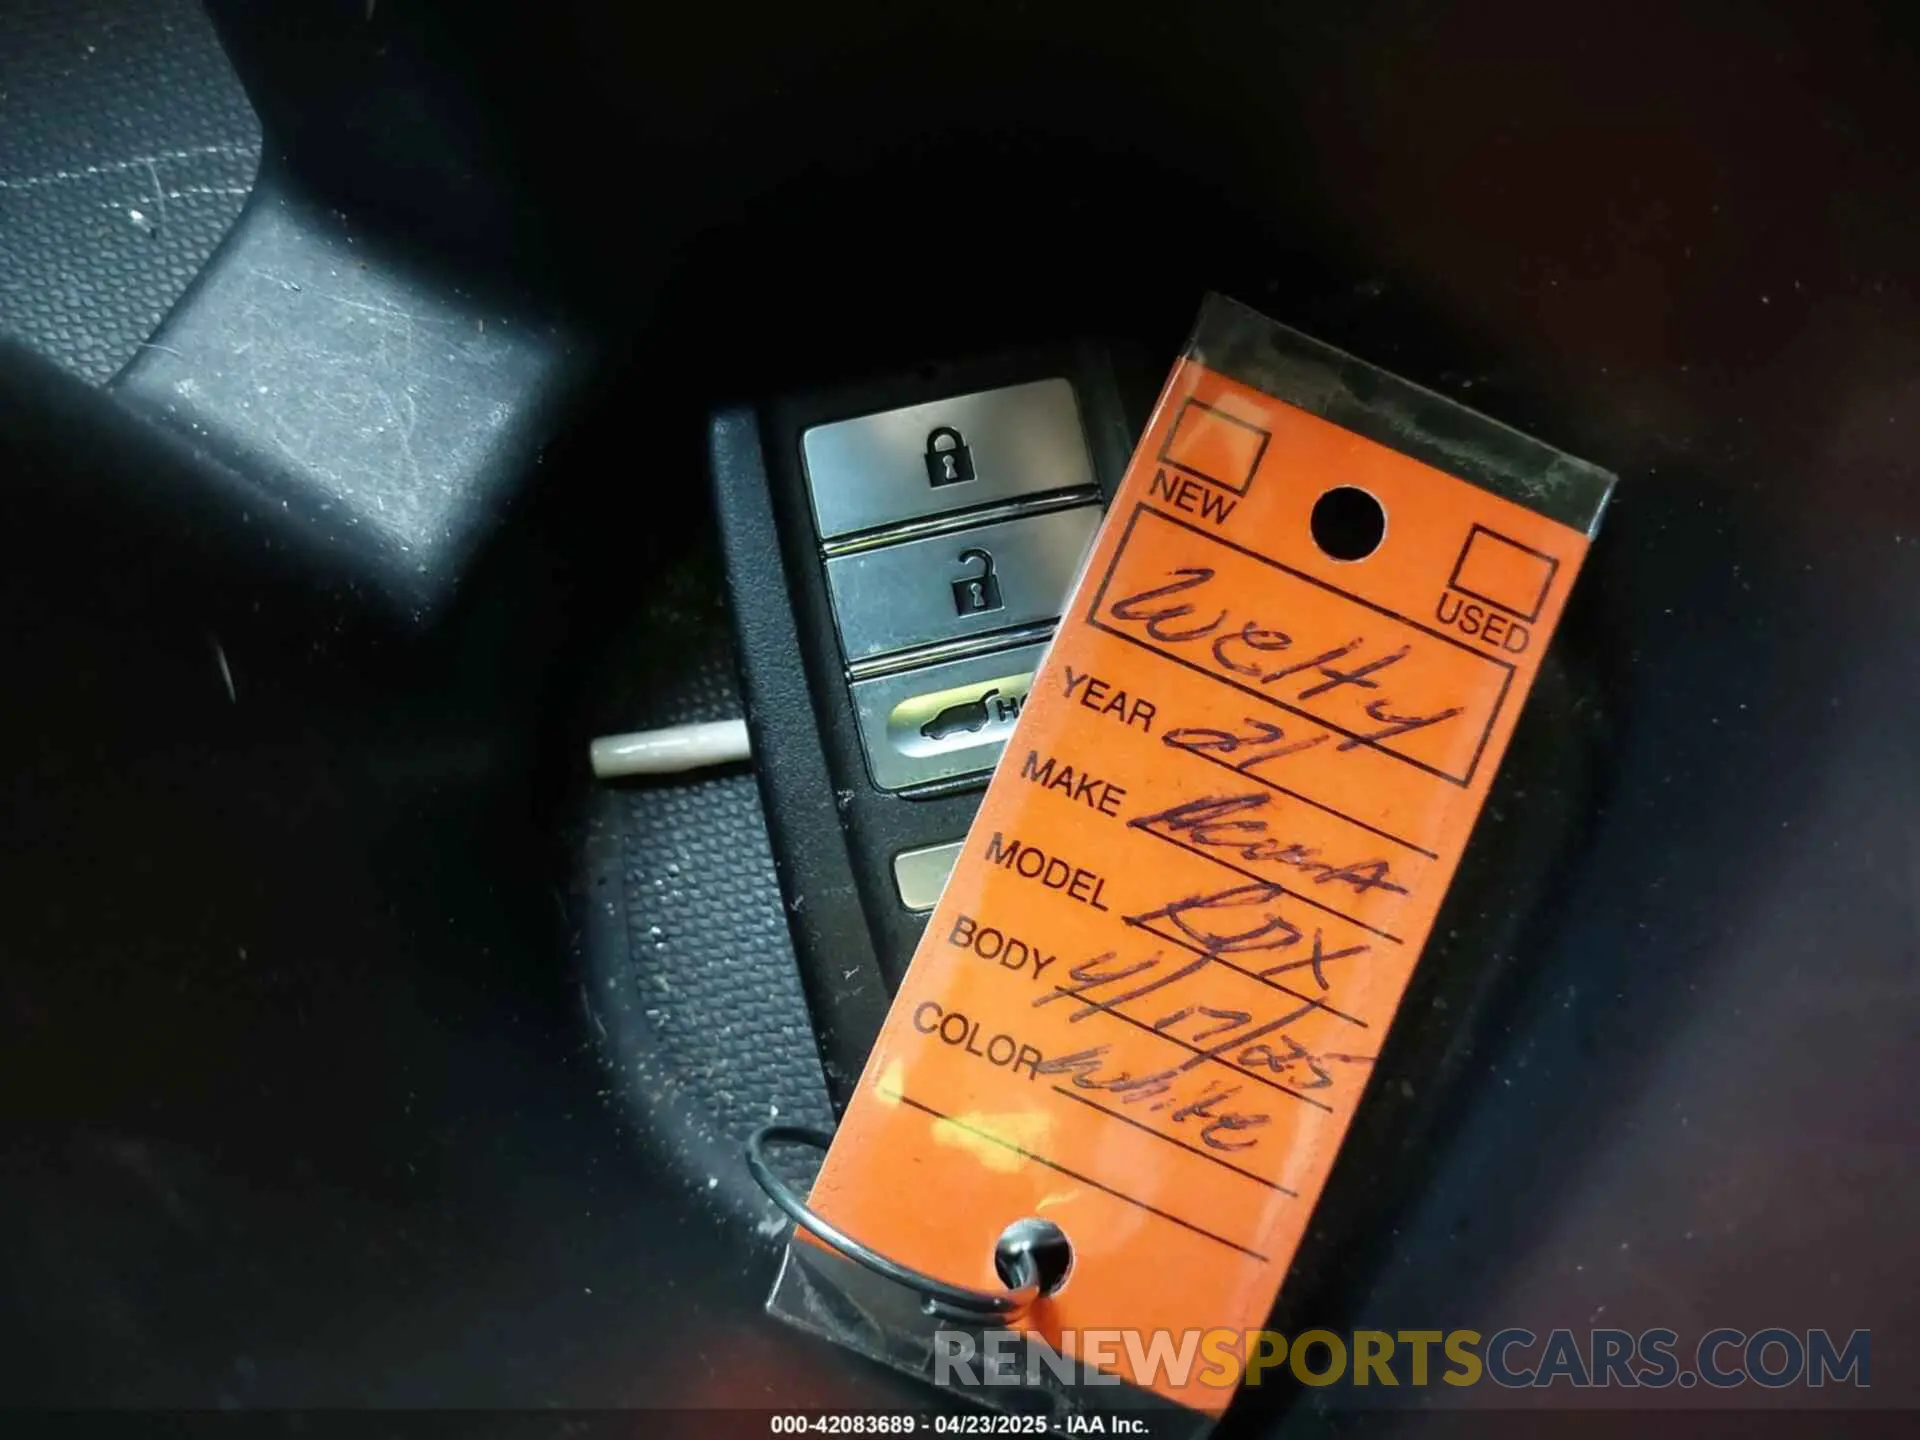 NEW
USED
Welty
YEAR 21
MAKE Acura
MODEL RDX
BODY 4/17/25
COLOR white
RENEWSPORTSCARS.COM
000-42083689 - 04/23/2025 - IAA Inc.